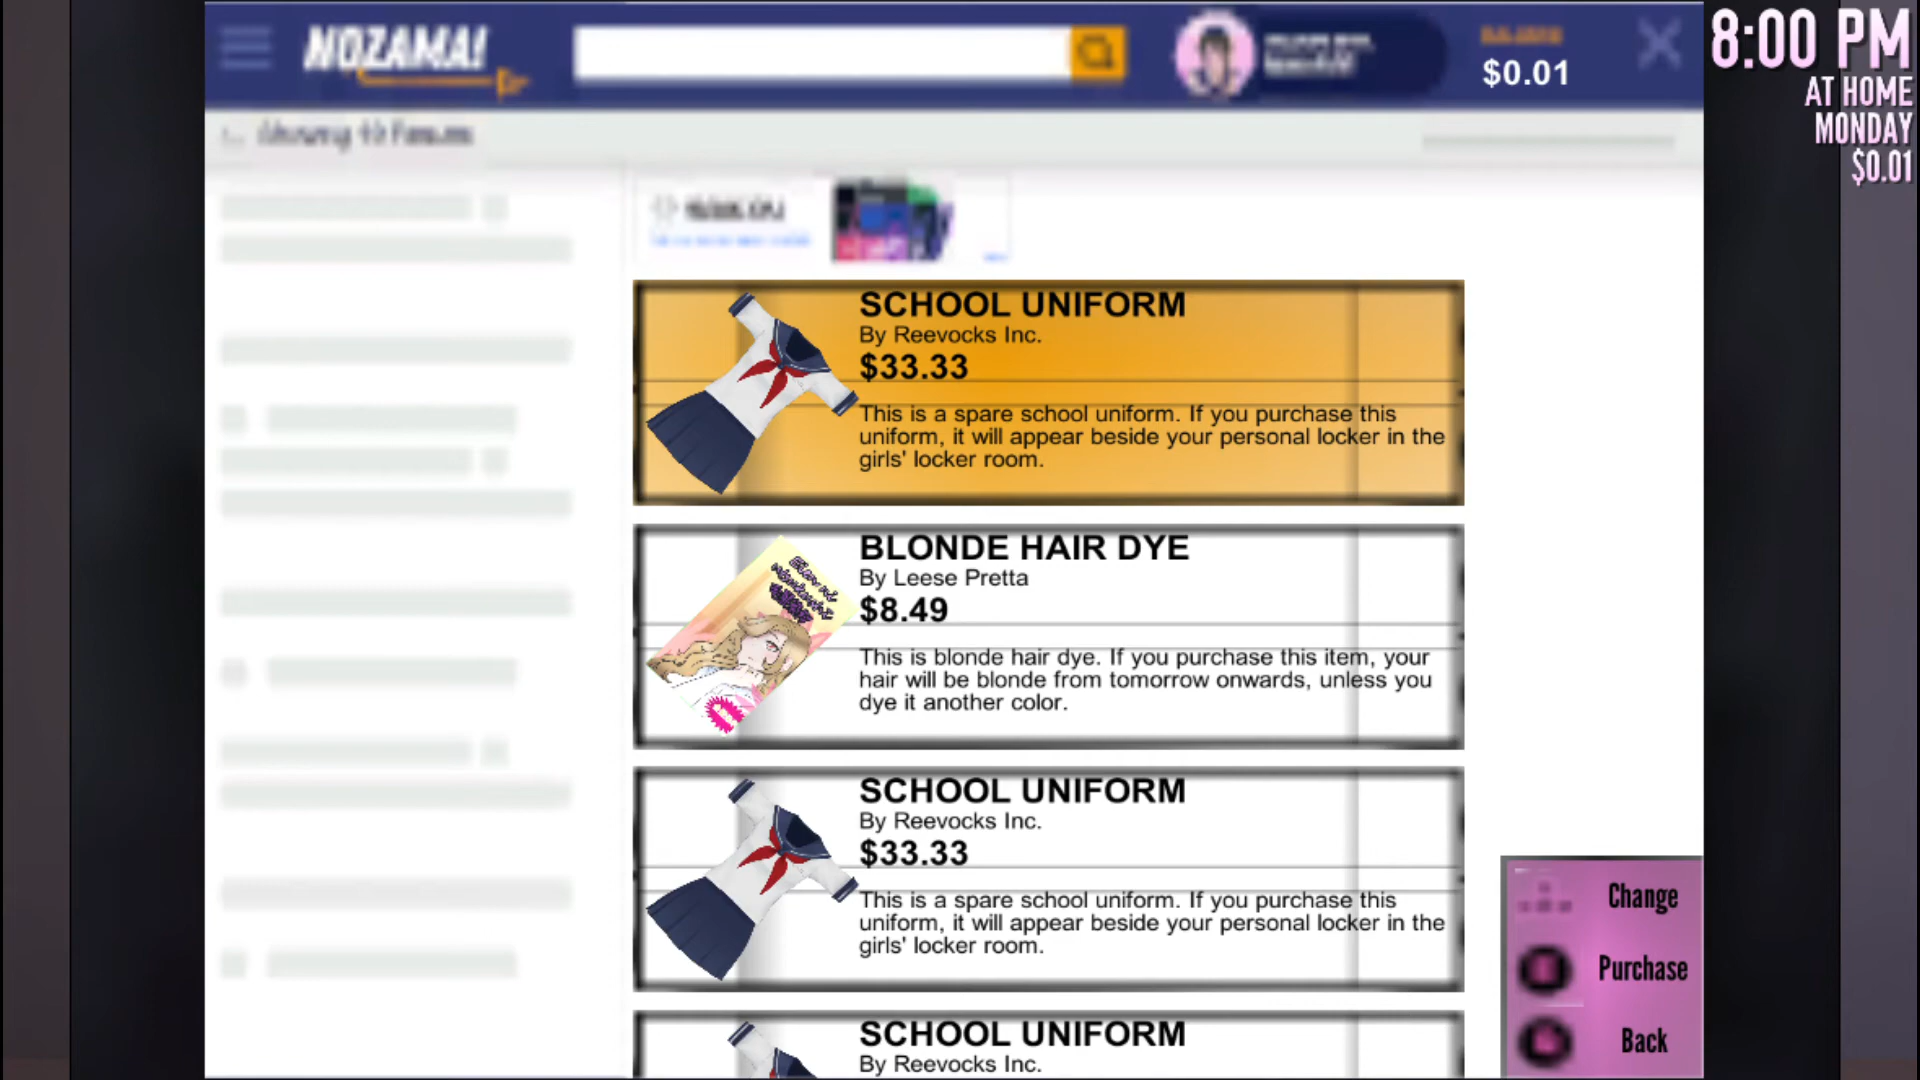 NOZAMA!
$0.01
8:00 PM
AT HOME
MONDAY
$0.01
SCHOOL UNIFORM
By Reevocks Inc.
$33.33
This is a spare school uniform. If you purchase this
uniform, it will appear beside your personal locker in the
girls' locker room.
BLONDE HAIR DYE
By Leese Pretta
$8.49
This is blonde hair dye. If you purchase this item, your
hair will be blonde from tomorrow onwards, unless you
dye it another color.
SCHOOL UNIFORM
By Reevocks Inc.
$33.33
This is a spare school uniform. If you purchase this
uniform, it will appear beside your personal locker in the
girls' locker room.
SCHOOL UNIFORM
By Reevocks Inc.
Change
Purchase
Back